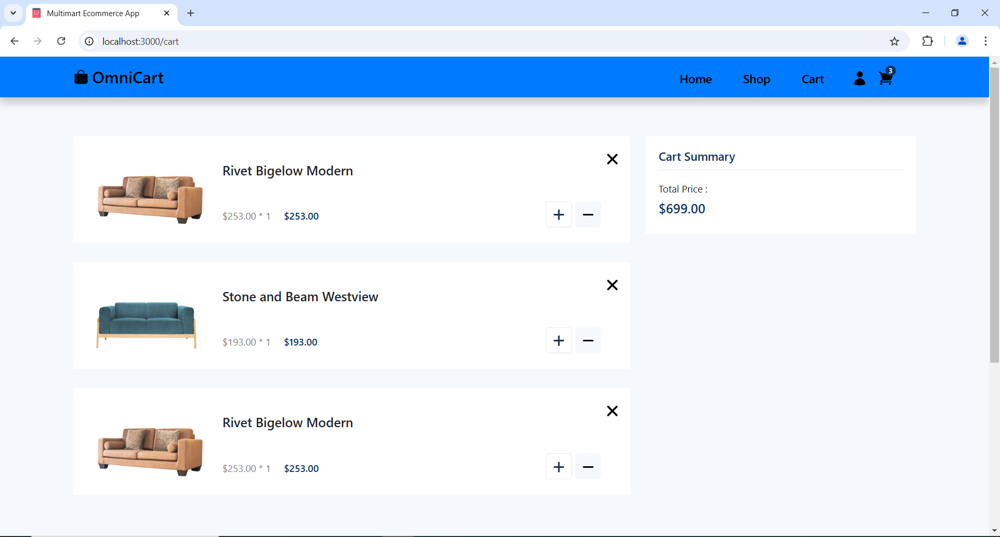 Multimart Ecommerce App
localhost:3000/cart
OmniCart
Home
Shop
Cart
3
Rivet Bigelow Modern
$253.00 * 1 $253.00
Stone and Beam Westview
$193.00 * 1 $193.00
Rivet Bigelow Modern
$253.00 * 1 $253.00
Cart Summary
Total Price :
$699.00